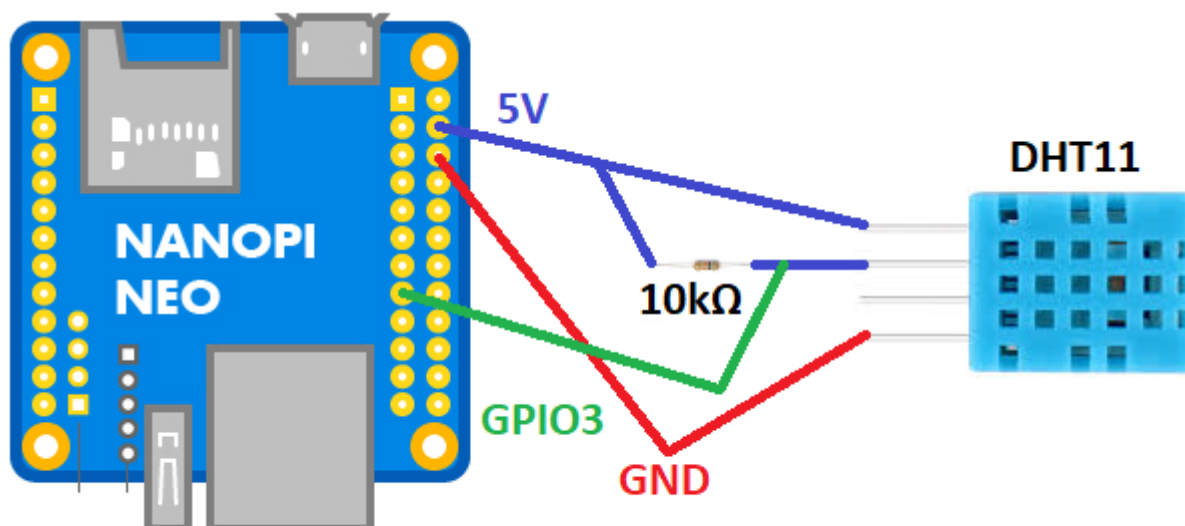 5V
DHT11
NANOPI
NEO
10kΩ
GPIO3
GND